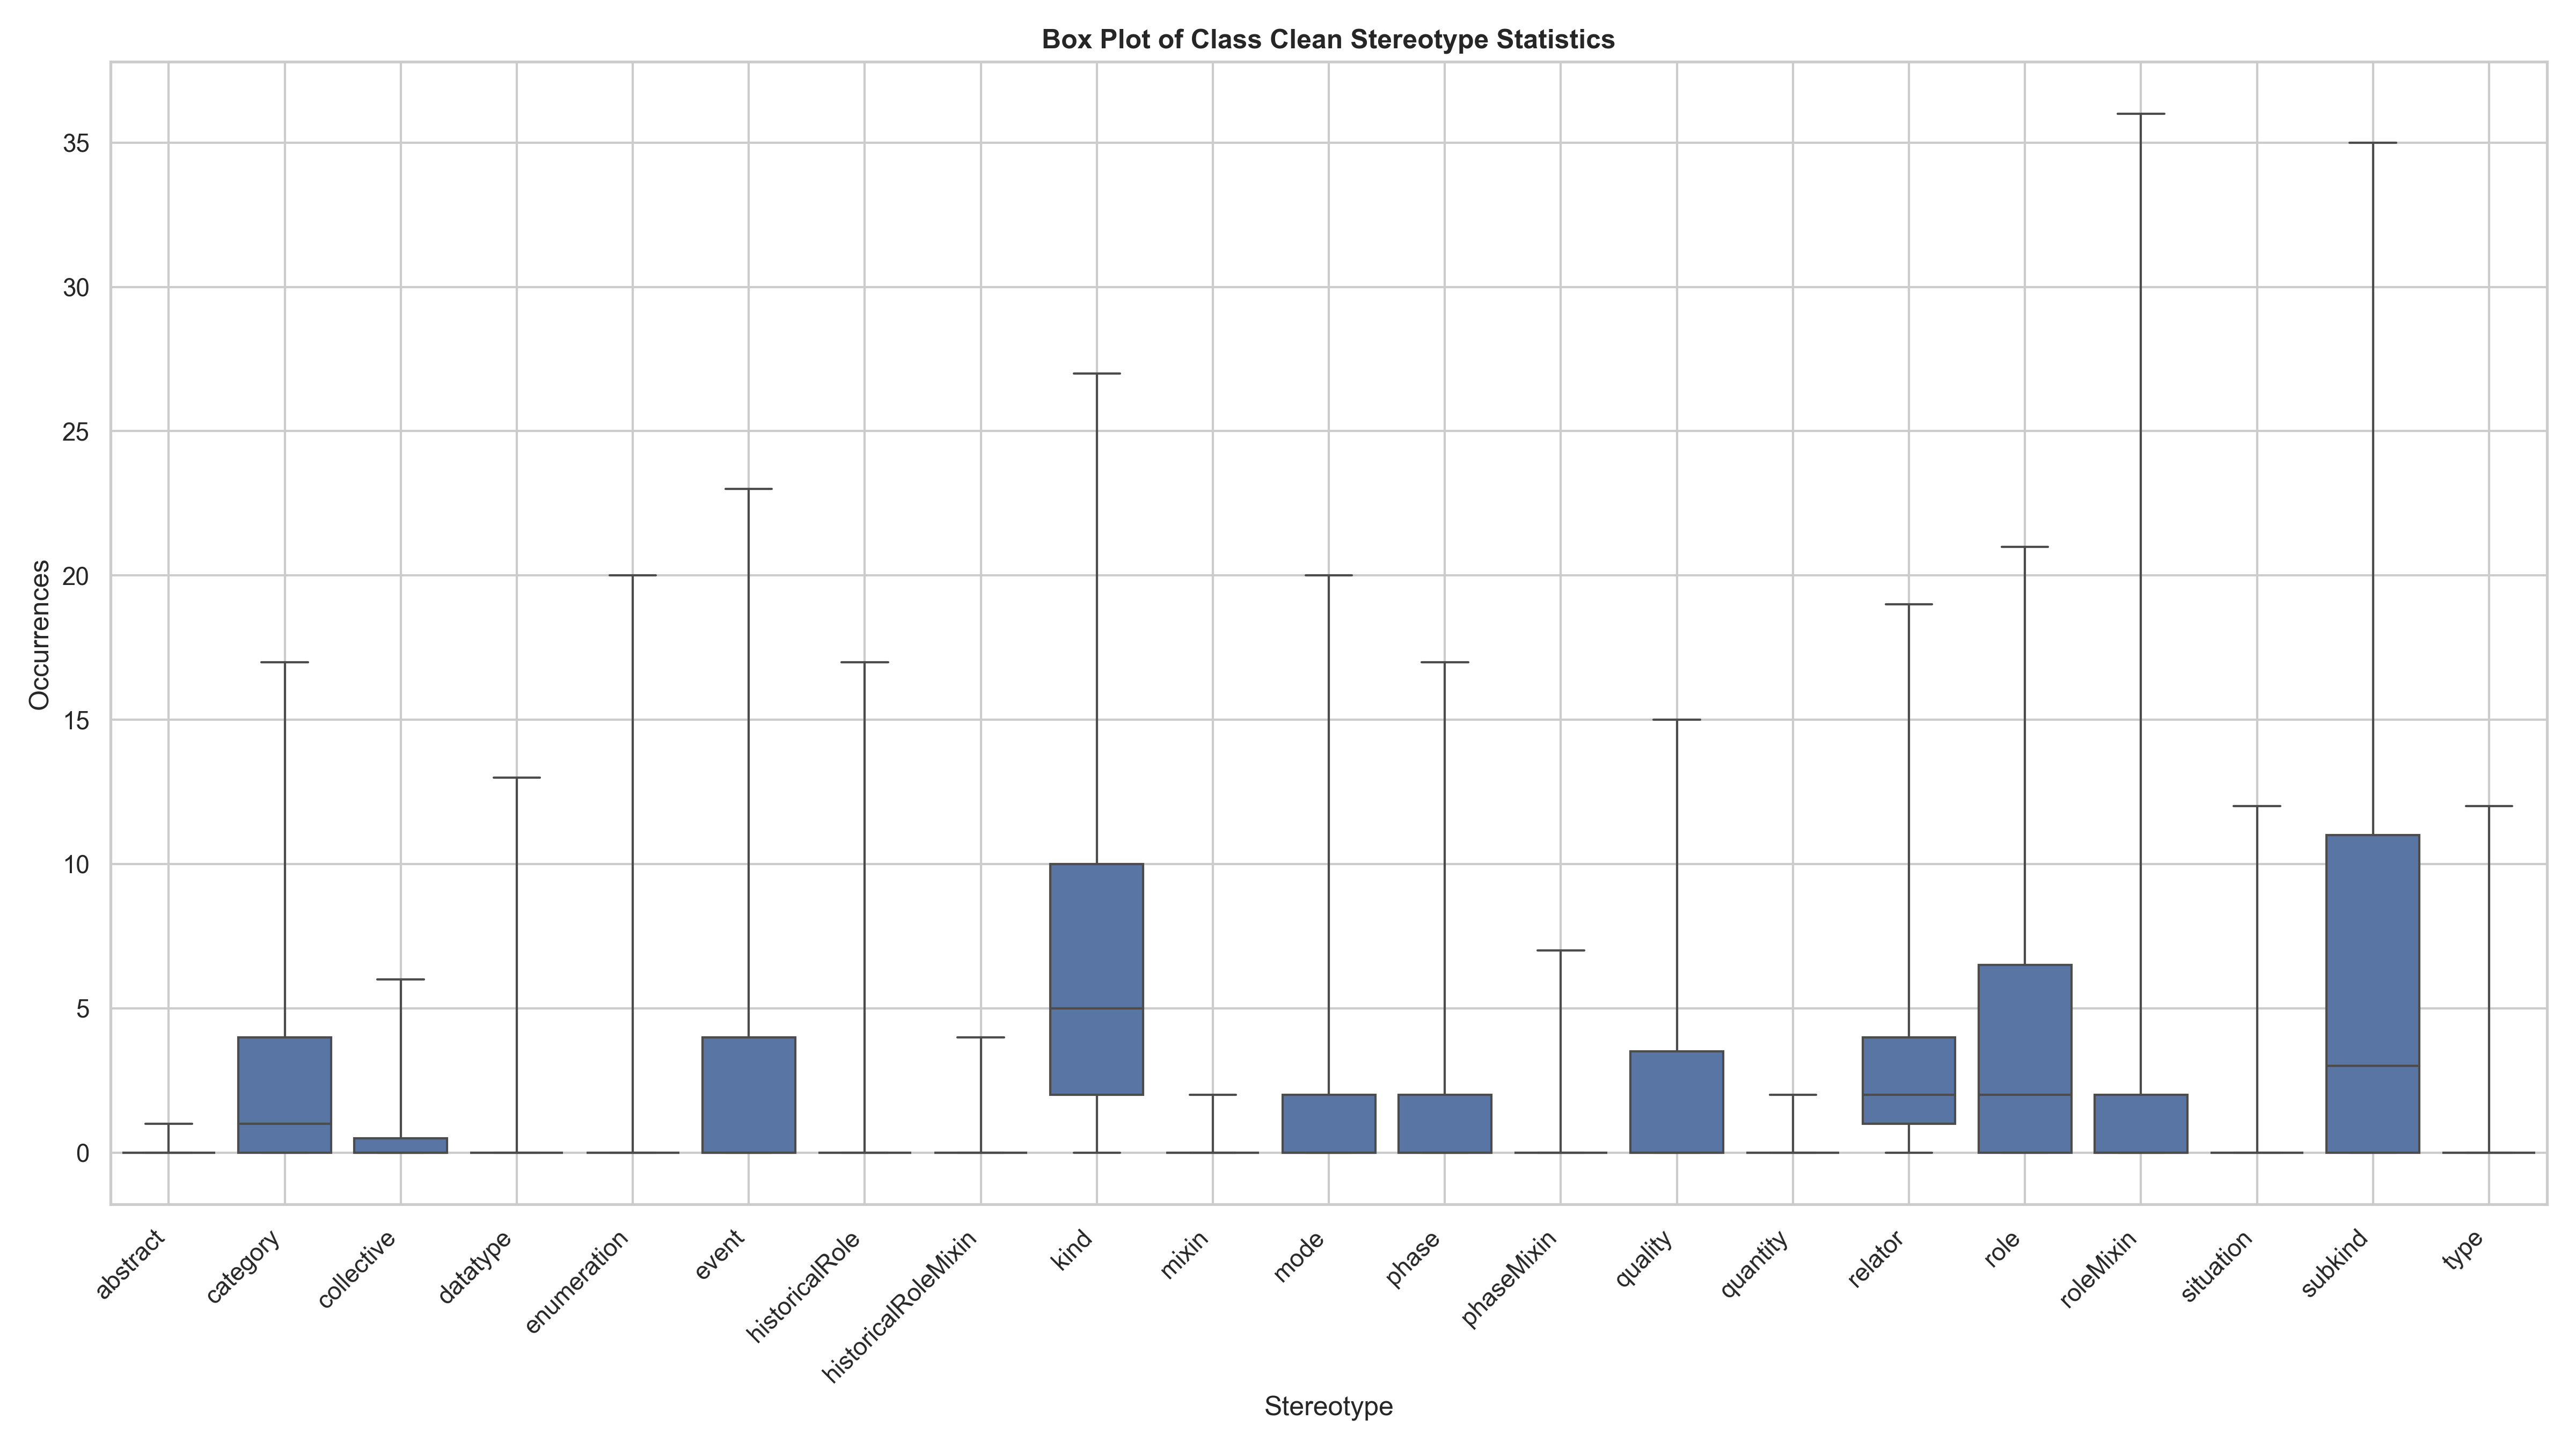 Box Plot of Class Clean Stereotype Statistics
Occurrences
35
30
25
20
15
10
5
0
abstract
category
collective
datatype
enumeration
event
historicalRole
historicalRoleMixin
kind
mixin
mode
phase
phaseMixin
quality
quantity
relator
role
roleMixin
situation
subkind
type
Stereotype